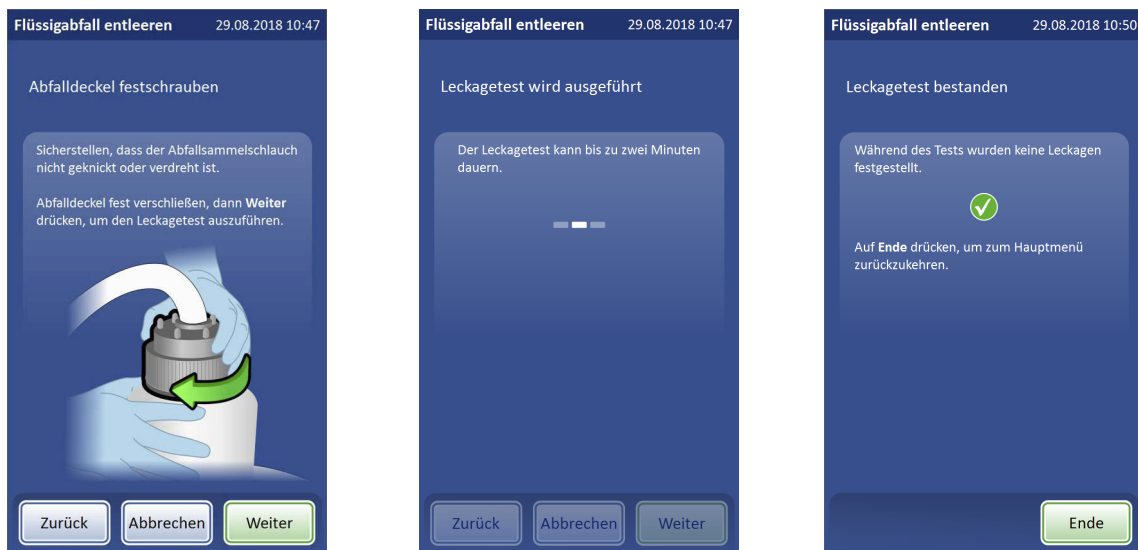 Flüssigabfall entleeren 29.08.2018 10:47
Abfalldeckel festschrauben
Sicherstellen, dass der Abfallsammelschlauch
nicht geknickt oder verdreht ist.
Abfalldeckel fest verschließen, dann Weiter
drücken, um den Leckagetest auszuführen.
Zurück Abbrechen Weiter
Flüssigabfall entleeren 29.08.2018 10:47
Leckagetest wird ausgeführt
Der Leckagetest kann bis zu zwei Minuten
dauern.
Zurück Abbrechen Weiter
Flüssigabfall entleeren 29.08.2018 10:50
Leckagetest bestanden
Während des Tests wurden keine Leckagen
festgestellt.
Auf Ende drücken, um zum Hauptmenü
zurückzukehren.
Ende